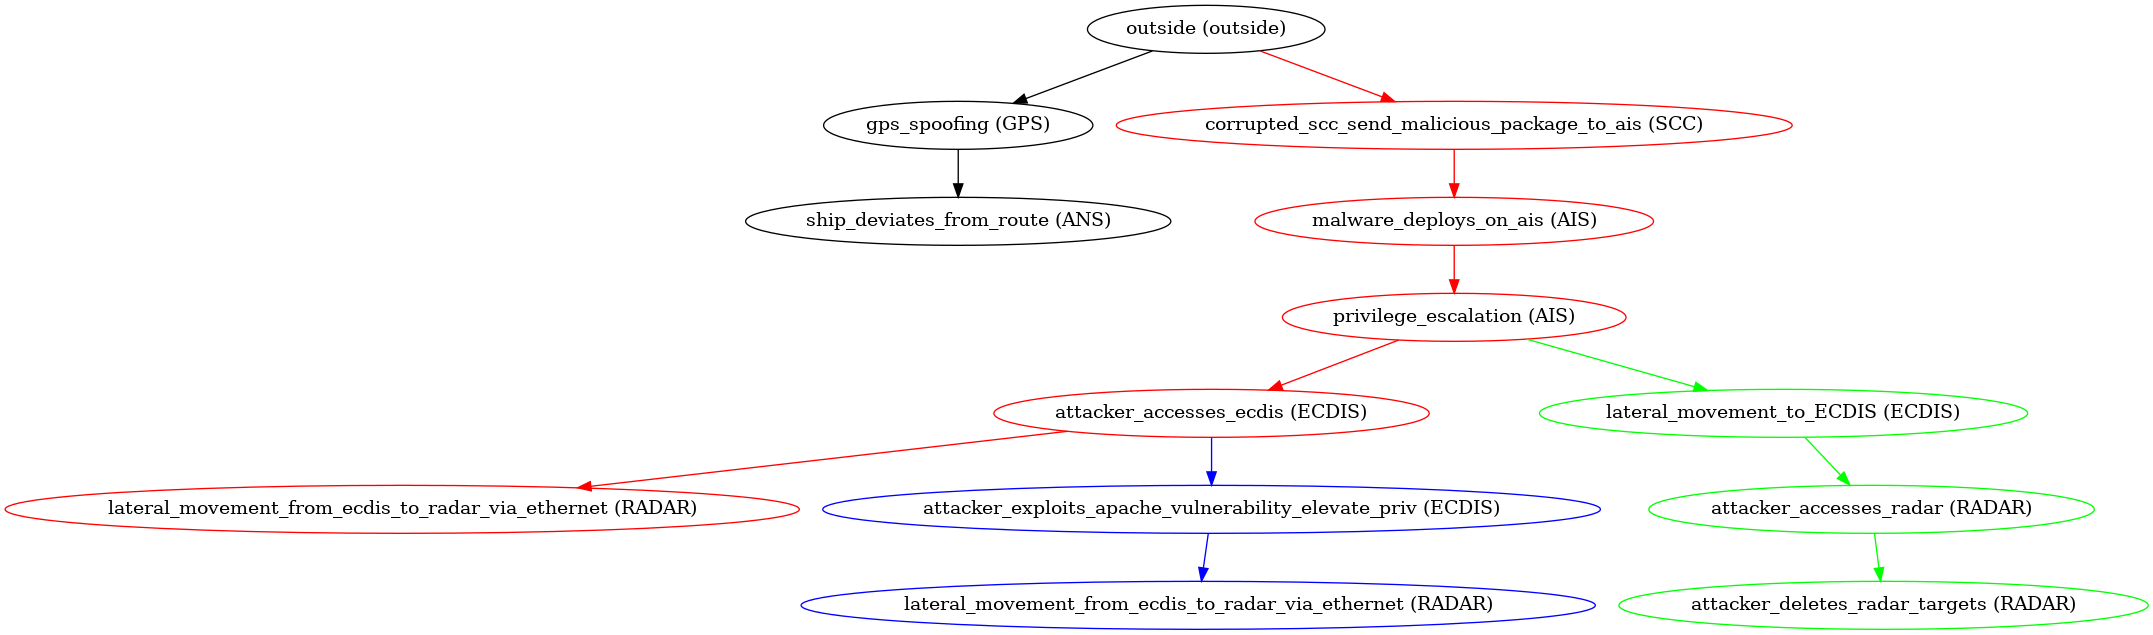 outside (outside)
gps_spoofing (GPS)
corrupted_scc_send_malicious_package_to_ais (SCC)
ship_deviates_from_route (ANS)
malware_deploys_on_ais (AIS)
privilege_escalation (AIS)
attacker_accesses_ecdis (ECDIS)
lateral_movement_to_ECDIS (ECDIS)
lateral_movement_from_ecdis_to_radar_via_ethernet (RADAR)
attacker_exploits_apache_vulnerability_elevate_priv (ECDIS)
attacker_accesses_radar (RADAR)
lateral_movement_from_ecdis_to_radar_via_ethernet (RADAR)
attacker_deletes_radar_targets (RADAR)